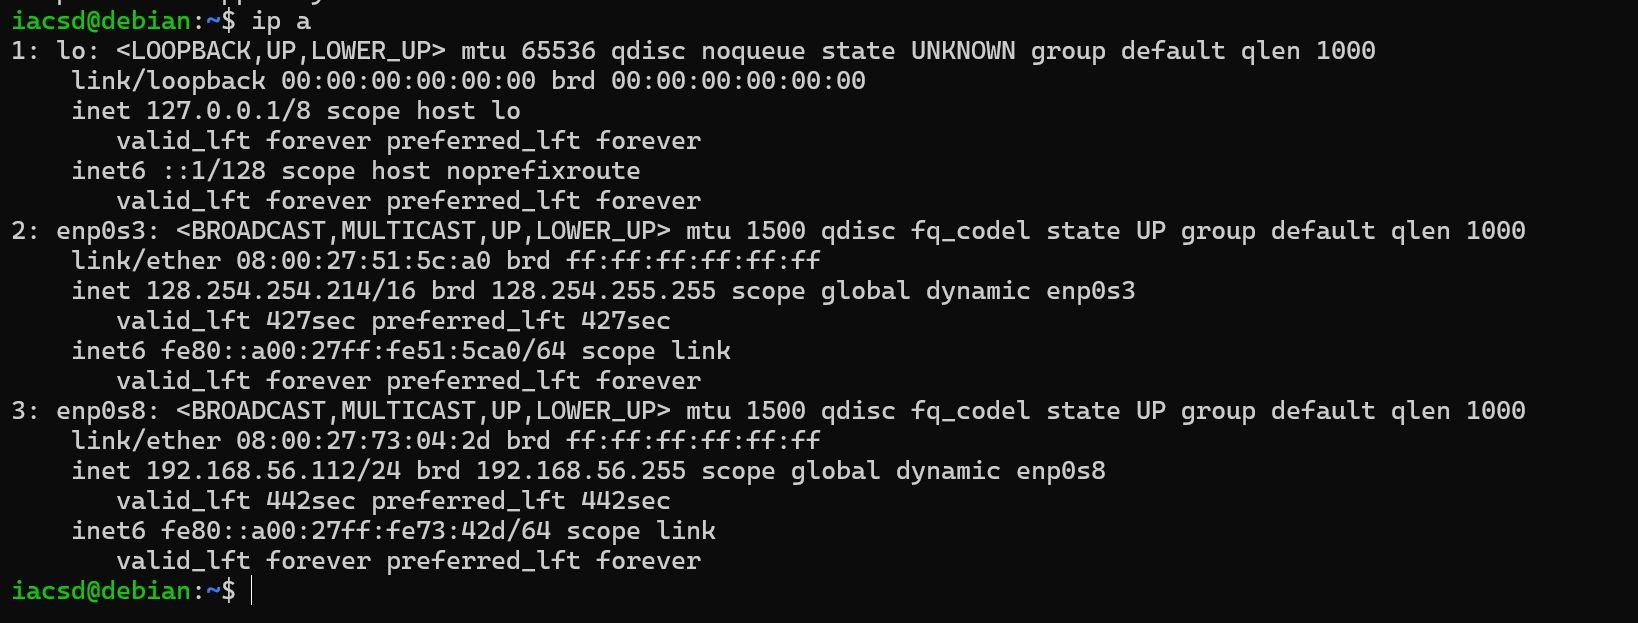 iacsd@debian:~$ ip a
1: lo: <LOOPBACK,UP,LOWER_UP> mtu 65536 qdisc noqueue state UNKNOWN group default qlen 1000
    link/loopback 00:00:00:00:00:00 brd 00:00:00:00:00:00
    inet 127.0.0.1/8 scope host lo
       valid_lft forever preferred_lft forever
    inet6 ::1/128 scope host noprefixroute
       valid_lft forever preferred_lft forever
2: enp0s3: <BROADCAST,MULTICAST,UP,LOWER_UP> mtu 1500 qdisc fq_codel state UP group default qlen 1000
    link/ether 08:00:27:51:5c:a0 brd ff:ff:ff:ff:ff:ff
    inet 128.254.254.214/16 brd 128.254.255.255 scope global dynamic enp0s3
       valid_lft 427sec preferred_lft 427sec
    inet6 fe80::a00:27ff:fe51:5ca0/64 scope link
       valid_lft forever preferred_lft forever
3: enp0s8: <BROADCAST,MULTICAST,UP,LOWER_UP> mtu 1500 qdisc fq_codel state UP group default qlen 1000
    link/ether 08:00:27:73:04:2d brd ff:ff:ff:ff:ff:ff
    inet 192.168.56.112/24 brd 192.168.56.255 scope global dynamic enp0s8
       valid_lft 442sec preferred_lft 442sec
    inet6 fe80::a00:27ff:fe73:42d/64 scope link
       valid_lft forever preferred_lft forever
iacsd@debian:~$